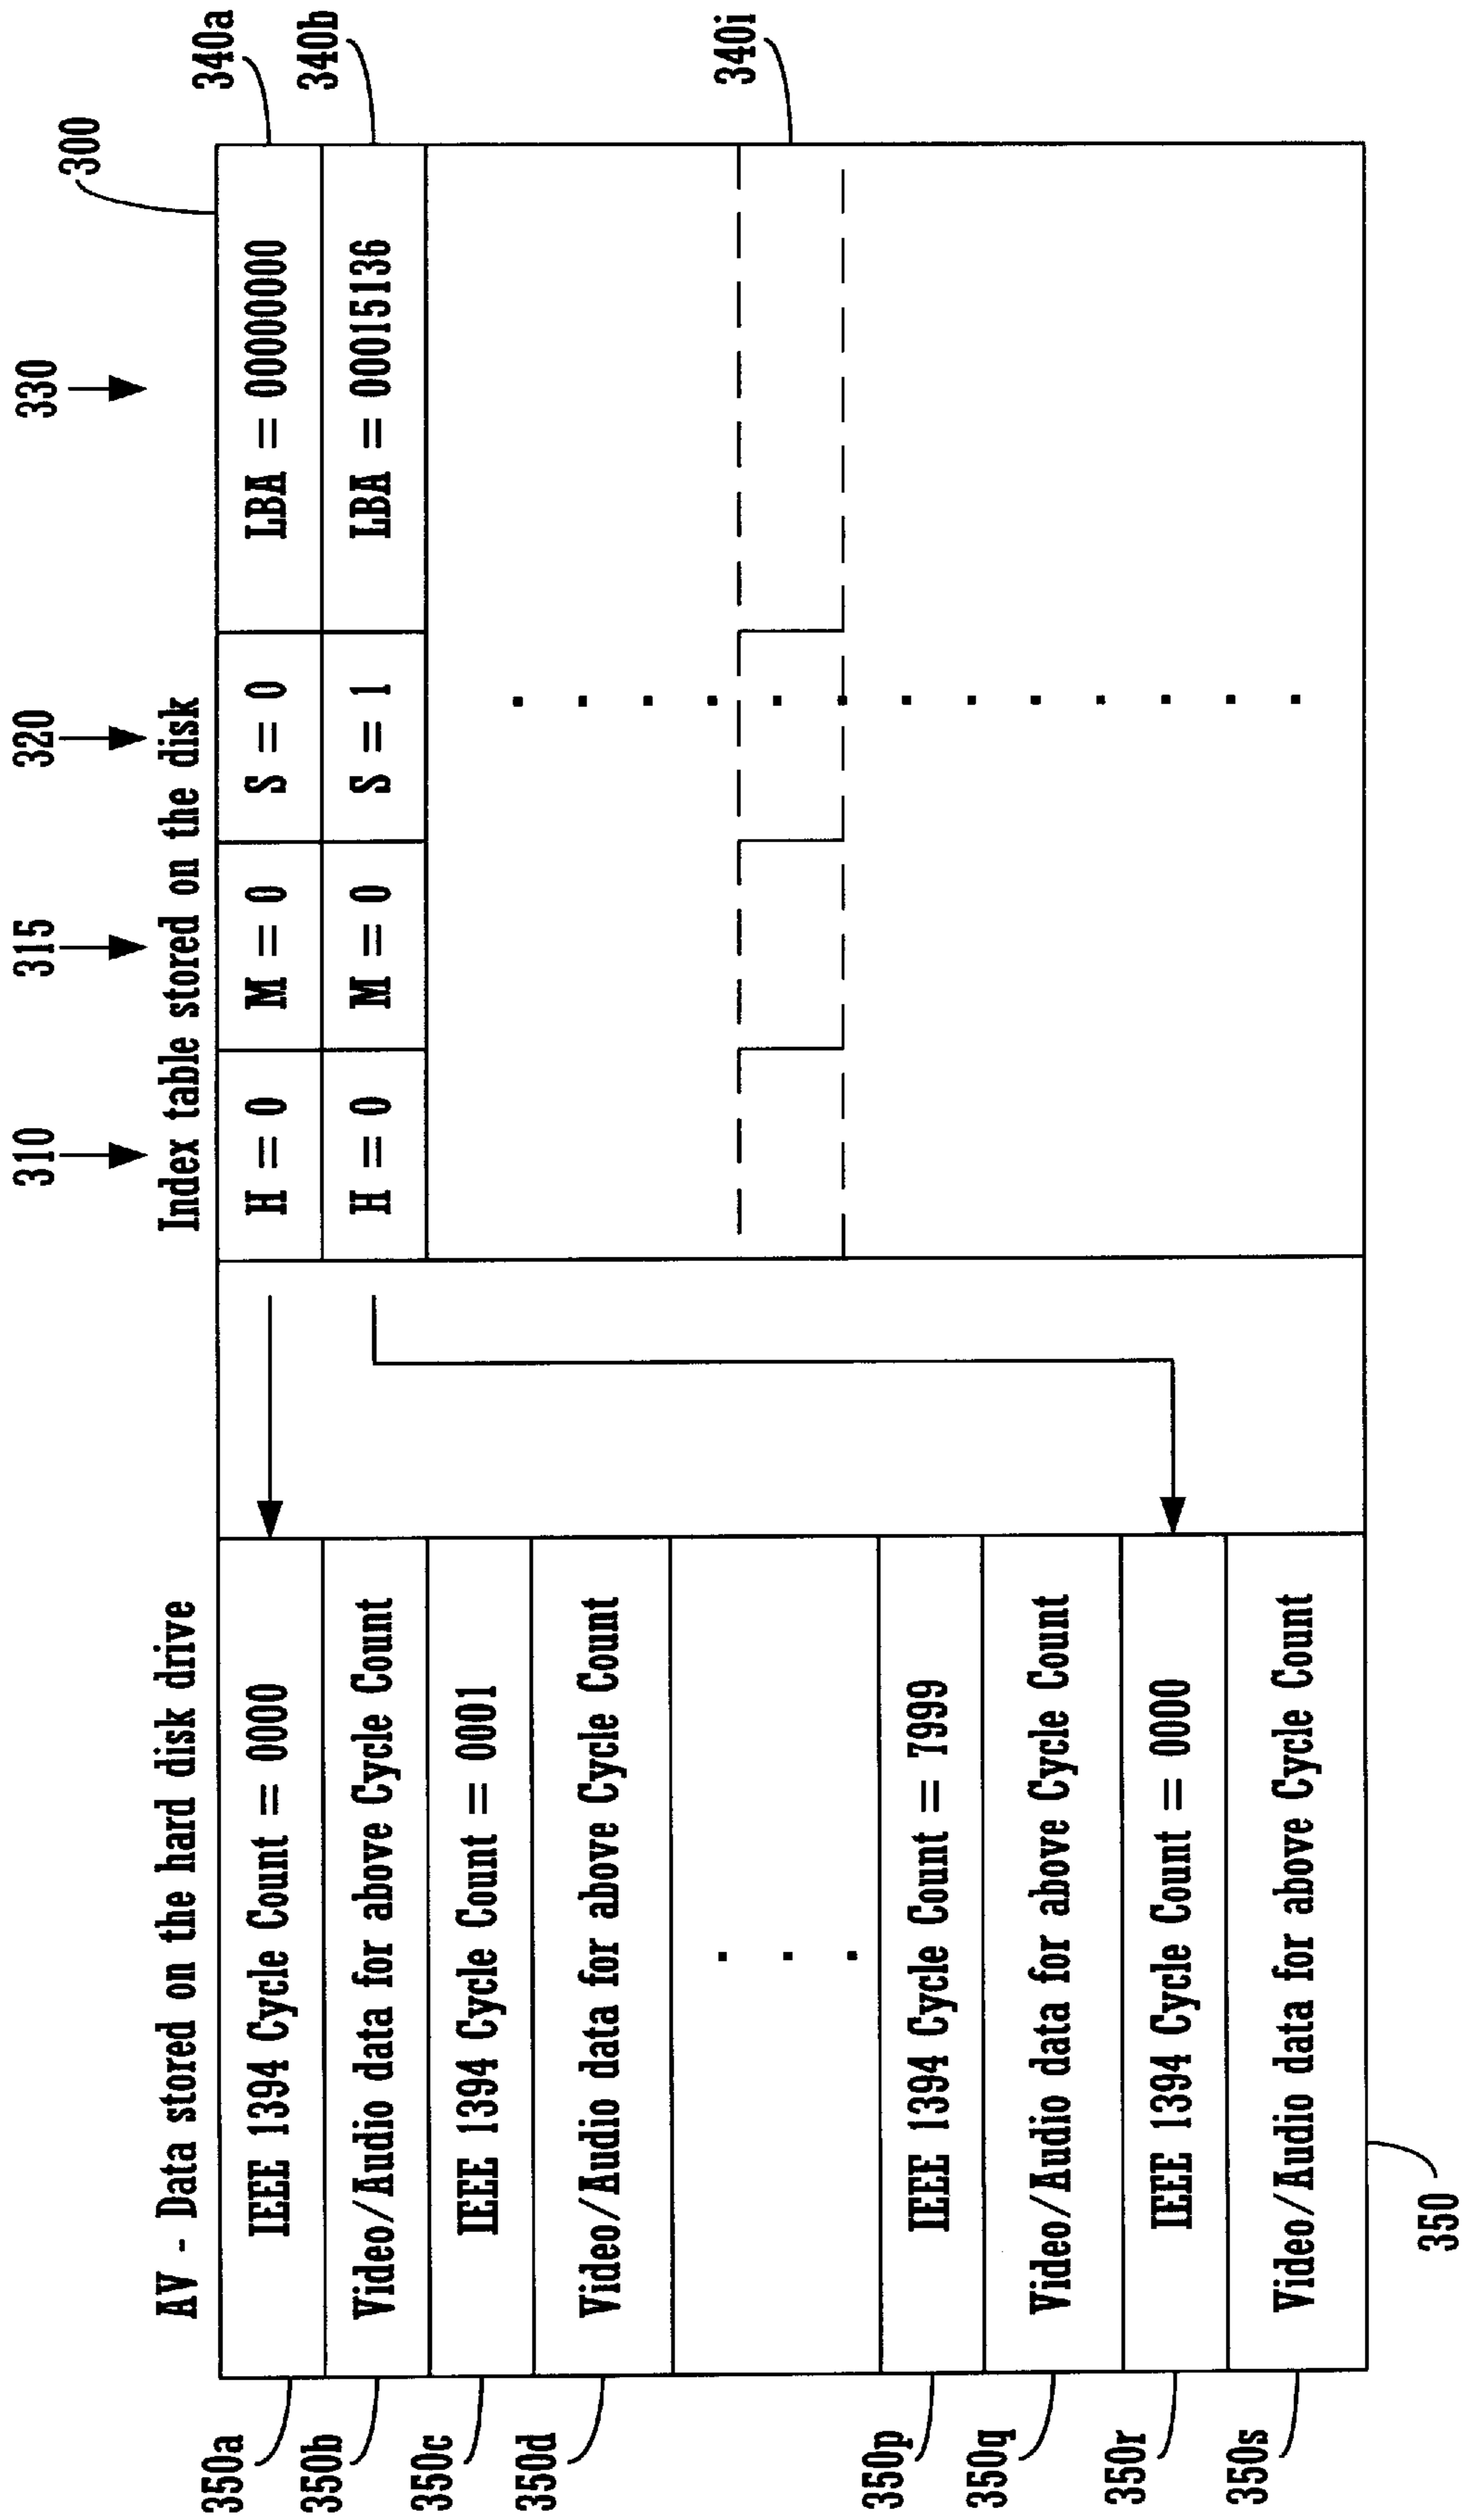 310
315
320
330
300
AV - Data stored on the hard disk drive
Index table stored on the disk
350a
IEEE 1394 Cycle Count = 0000
H = 0
M = 0
S = 0
LBA = 00000000
340a
350b
Video/Audio data for above Cycle Count
H = 0
M = 0
S = 1
LBA = 00015136
340b
350c
IEEE 1394 Cycle Count = 0001
350d
Video/Audio data for above Cycle Count
340i
350p
IEEE 1394 Cycle Count = 7999
350q
Video/Audio data for above Cycle Count
350r
IEEE 1394 Cycle Count = 0000
350s
Video/Audio data for above Cycle Count
350